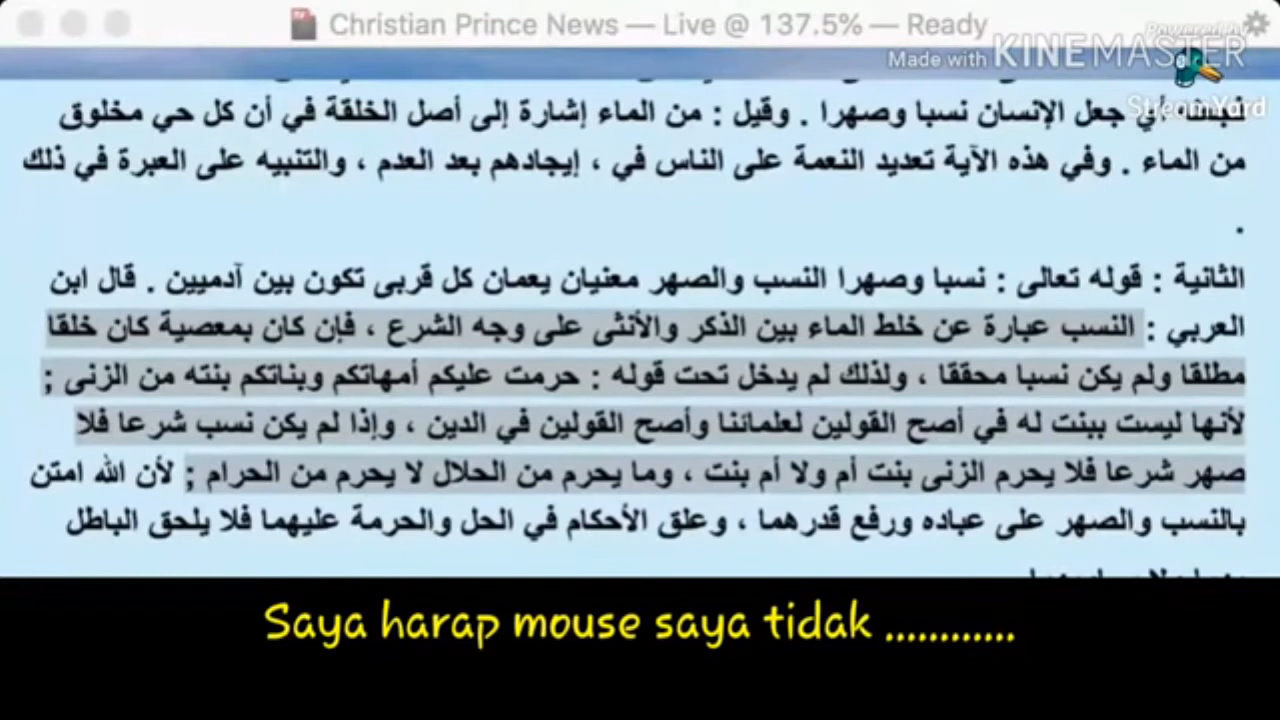 Christian Prince News — Live @ 137.5% — Ready
Powered by
Made with KINEMASTER
StreamYard
أي جعل الإنسان نسبا وصهرا . وقيل : من الماء إشارة إلى أصل الخلقة في أن كل حي مخلوق
من الماء . وفي هذه الآية تعديد النعمة على الناس في ، إيجادهم بعد العدم ، والتنبيه على العبرة في ذلك
.
الثانية : قوله تعالى : نسبا وصهرا النسب والصهر معنيان يعمان كل قربى تكون بين آدميين . قال ابن
العربي : النسب عبارة عن خلط الماء بين الذكر والأنثى على وجه الشرع ، فإن كان بمعصية كان خلقا
مطلقا ولم يكن نسبا محققا ، ولذلك لم يدخل تحت قوله : حرمت عليكم أمهاتكم وبناتكم بنته من الزنى ;
لأنها ليست ببنت له في أصح القولين لعلمائنا وأصح القولين في الدين ، وإذا لم يكن نسب شرعا فلا
صهر شرعا فلا يحرم الزنى بنت أم ولا أم بنت ، وما يحرم من الحلال لا يحرم من الحرام ; لأن الله امتن
بالنسب والصهر على عباده ورفع قدرهما ، وعلق الأحكام في الحل والحرمة عليهما فلا يلحق الباطل
Saya harap mouse saya tidak ............